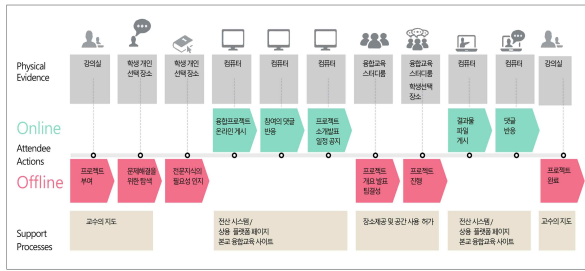 Physical
Evidence
강의실
학생 개인
선택 장소
학생 개인
선택 장소
컴퓨터
컴퓨터
컴퓨터
융합교육
스터디룸
융합교육
스터디룸
학생선택
장소
컴퓨터
컴퓨터
강의실
Online
융합프로젝트
온라인 게시
참여의 댓글
반응
프로젝트
소개발표
일정 공지
결과물
파일
게시
댓글
반응
Attendee
Actions
Offline
프로젝트
부여
문제해결을
위한 탐색
전문지식의
필요성 인지
프로젝트
개요 발표
팀결성
프로젝트
진행
프로젝트
완료
Support
Processes
교수의 지도
전산 시스템 /
상용 플랫폼 페이지
본교 융합교육 사이트
장소제공 및 공간 사용 허가
전산 시스템 /
상용 플랫폼 페이지
본교 융합교육 사이트
교수의 지도